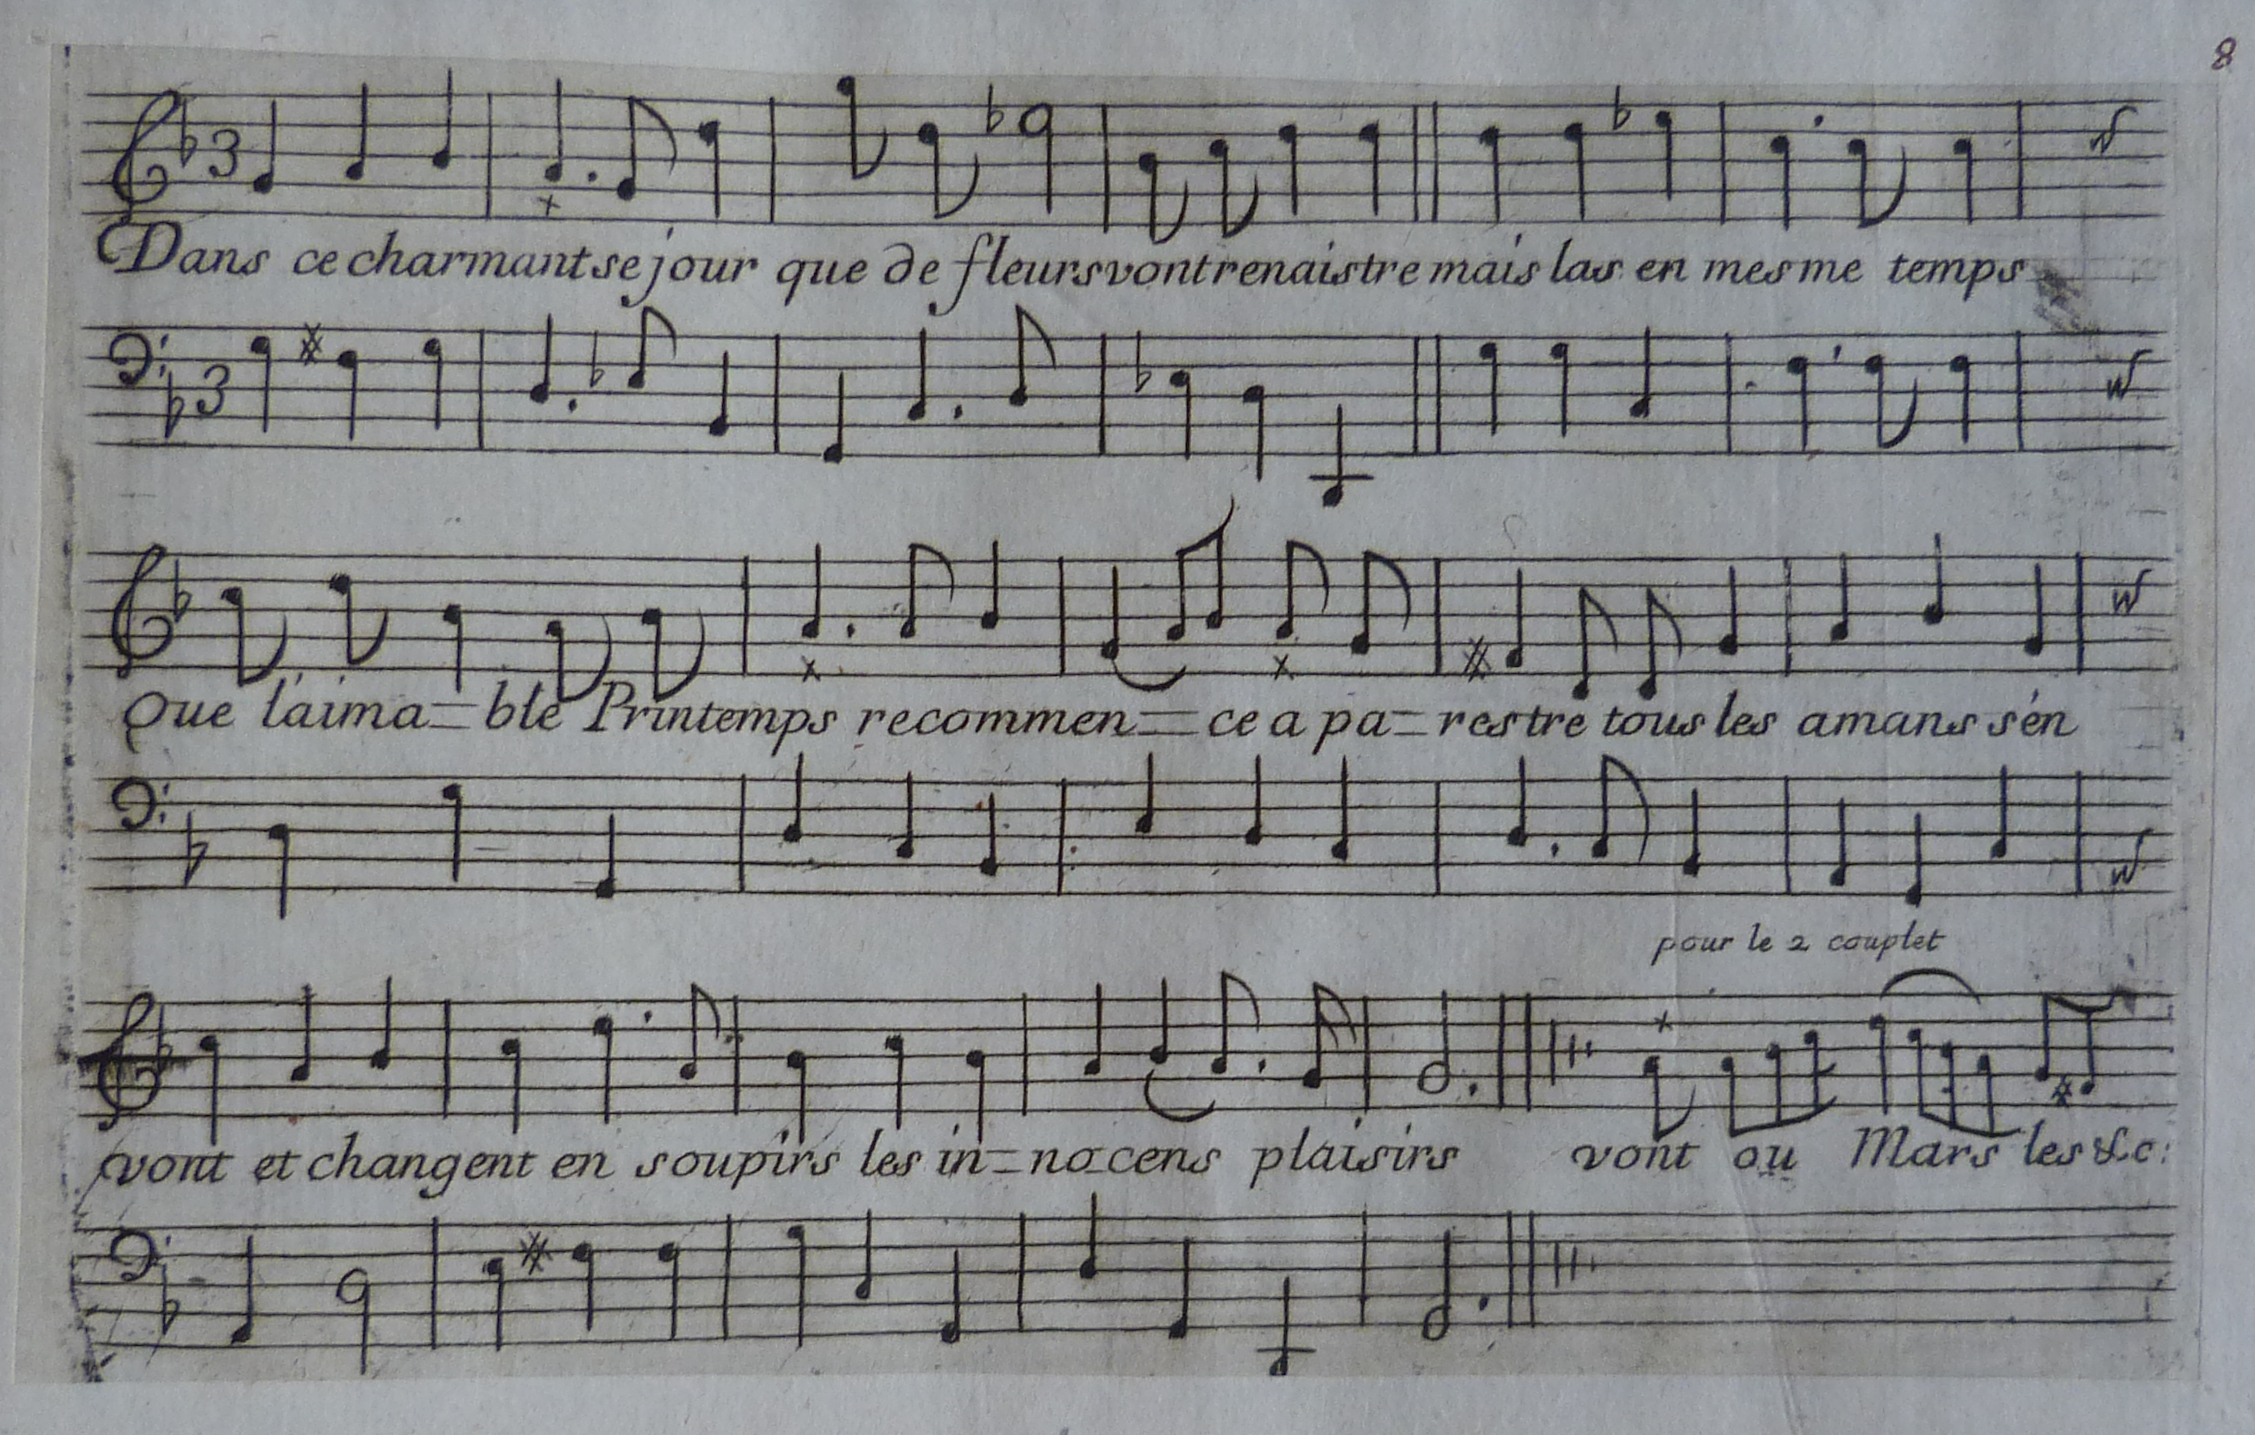 8
3
Dans ce charmant sejour que de fleurs vont renaistre mais las en mesme temps
3
Que l'aima=ble Printemps recommen=ce a pa=restre tous les amans s'en
pour le 2 couplet
vont et changent en soupirs les in=no=cens plaisirs vont ou Mars les &c: